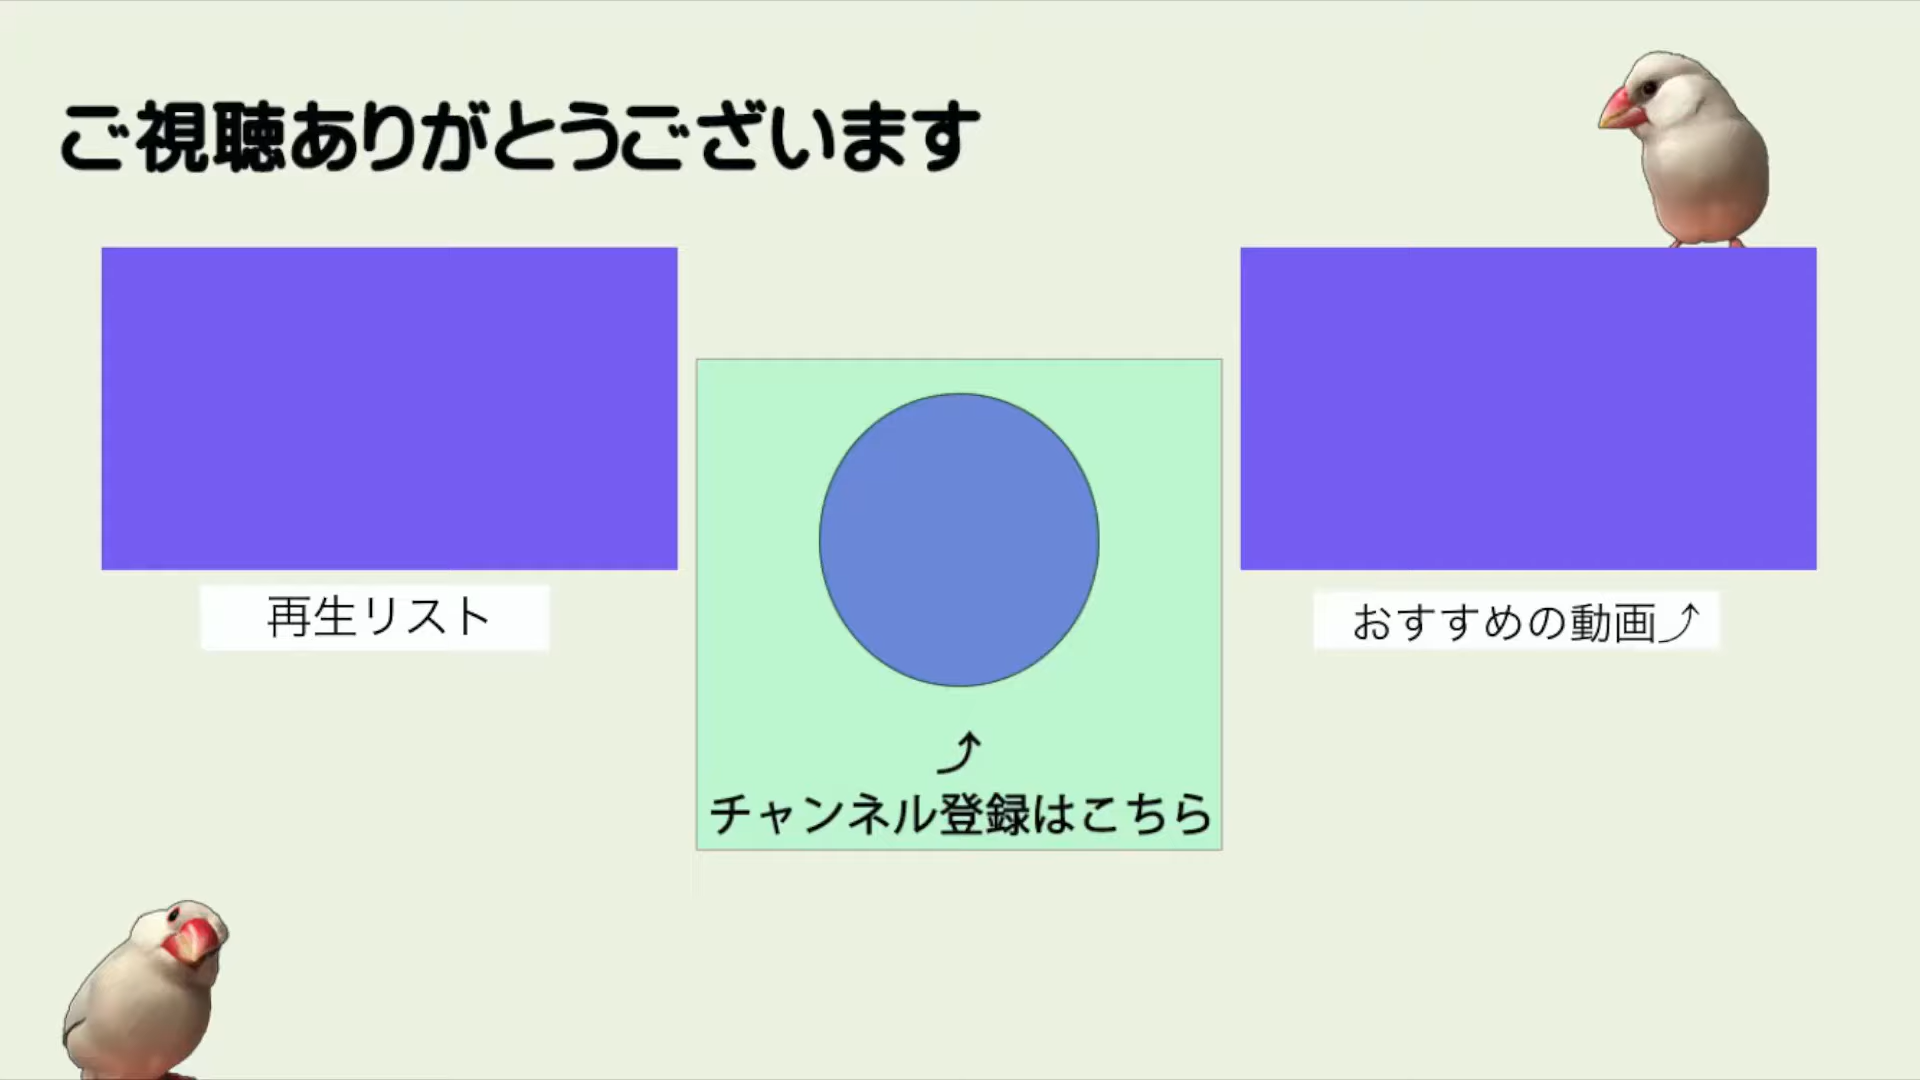 ご視聴ありがとうございます
再生リスト
おすすめの動画⤴
⤴
チャンネル登録はこちら